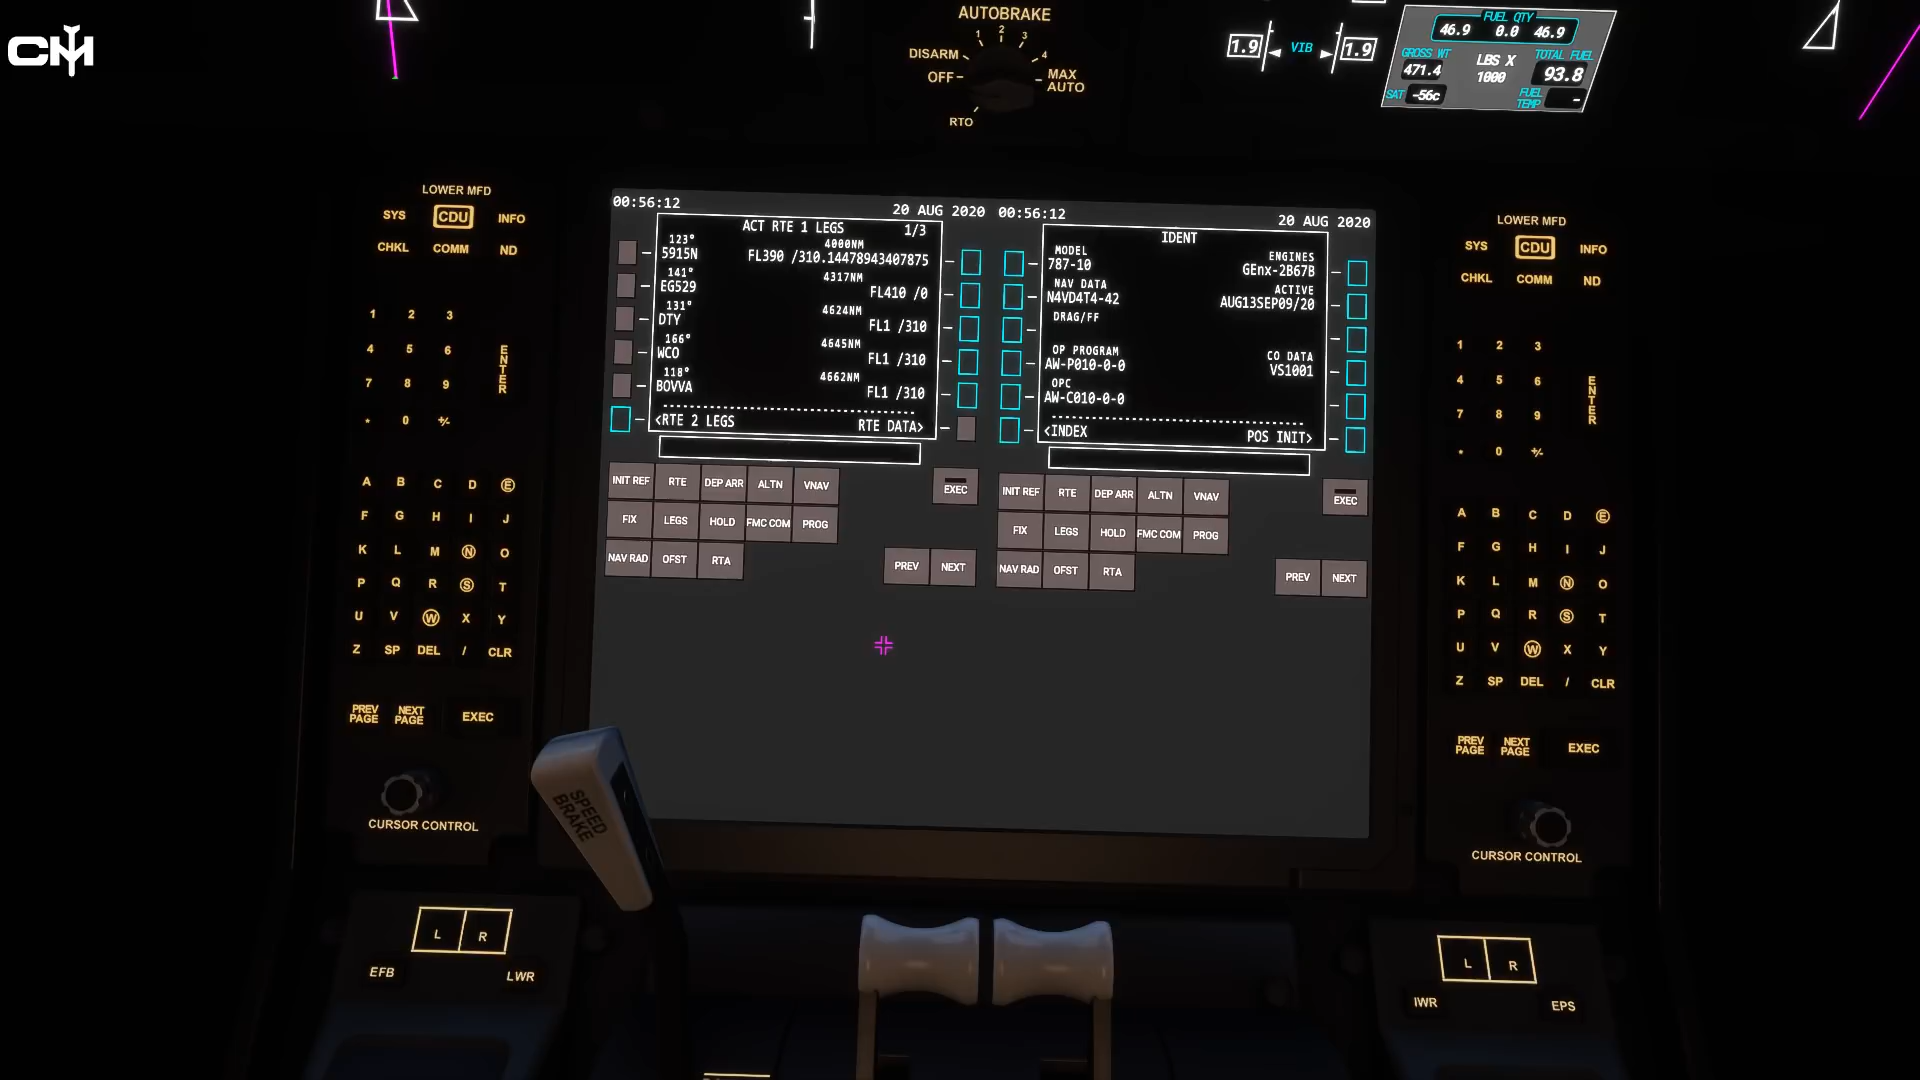 CM
AUTOBRAKE
DISARM 1 2 3 4
OFF MAX AUTO
RTO
1.9 VIB 1.9
FUEL QTY
46.9 0.0 46.9
GROSS WT
471.4
LBS X
1000
TOTAL FUEL
93.8
SAT -56c
FUEL
TEMP -
LOWER MFD
SYS CDU INFO
CHKL COMM ND
1 2 3
4 5 6
7 8 9
* 0 +/-
ENTER
A B C D E
F G H I J
K L M N O
P Q R S T
U V W X Y
Z SP DEL / CLR
PREV PAGE
NEXT PAGE
EXEC
CURSOR CONTROL
00:56:12 20 AUG 2020
ACT RTE 1 LEGS 1/3
123° 4000NM
5915N FL390 /310.14478943407875
141° 4317NM
EG529 FL410 /0
131° 4624NM
DTY FL1 /310
166° 4645NM
WCO FL1 /310
118° 4662NM
BOVVA FL1 /310
<RTE 2 LEGS RTE DATA>
INIT REF RTE DEP ARR ALTN VNAV
EXEC
FIX LEGS HOLD FMC COM PROG
NAV RAD OFST RTA
PREV NEXT
00:56:12 20 AUG 2020
IDENT
MODEL ENGINES
787-10 GEnx-2B67B
NAV DATA ACTIVE
N4VD4T4-42 AUG13SEP09/20
DRAG/FF
OP PROGRAM CO DATA
AW-P010-0-0 VS1001
OPC
AW-C010-0-0
<INDEX POS INIT>
INIT REF RTE DEP ARR ALTN VNAV
EXEC
FIX LEGS HOLD FMC COM PROG
NAV RAD OFST RTA
PREV NEXT
LOWER MFD
SYS CDU INFO
CHKL COMM ND
1 2 3
4 5 6
7 8 9
* 0 +/-
ENTER
A B C D E
F G H I J
K L M N O
P Q R S T
U V W X Y
Z SP DEL / CLR
PREV PAGE
NEXT PAGE
EXEC
CURSOR CONTROL
SPEED
BRAKE
L R
EFB LWR
L R
IWR EPS